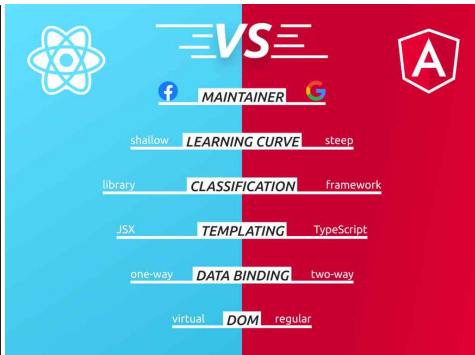 VS
MAINTAINER
shallow LEARNING CURVE steep
library CLASSIFICATION framework
JSX TEMPLATING TypeScript
one-way DATA BINDING two-way
virtual DOM regular